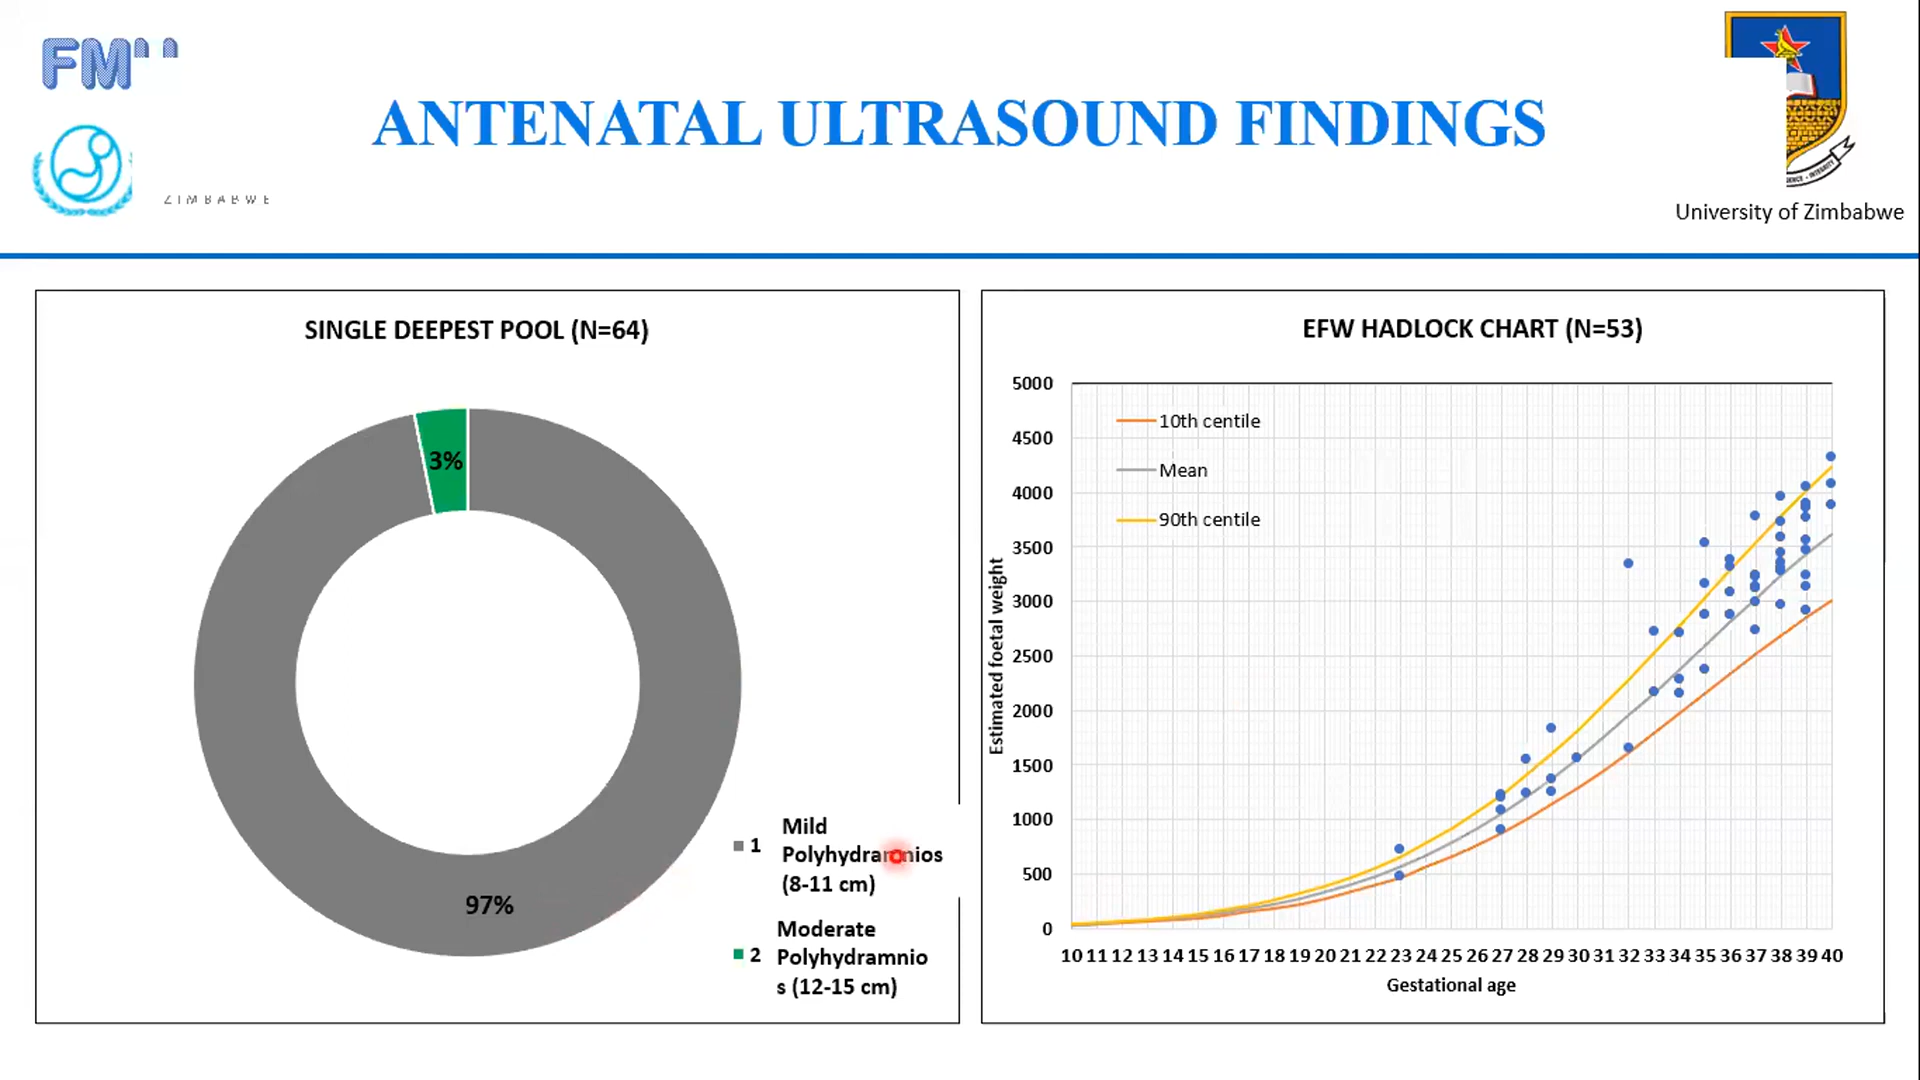 FM
ZIMBABWE
ANTENATAL ULTRASOUND FINDINGS
University of Zimbabwe
SINGLE DEEPEST POOL (N=64)
3%
97%
1 Mild
Polyhydramnios
(8-11 cm)
2 Moderate
Polyhydramnio
s (12-15 cm)
EFW HADLOCK CHART (N=53)
5000
4500
4000
3500
3000
2500
2000
1500
1000
500
0
Estimated foetal weight
10th centile
Mean
90th centile
10 11 12 13 14 15 16 17 18 19 20 21 22 23 24 25 26 27 28 29 30 31 32 33 34 35 36 37 38 39 40
Gestational age